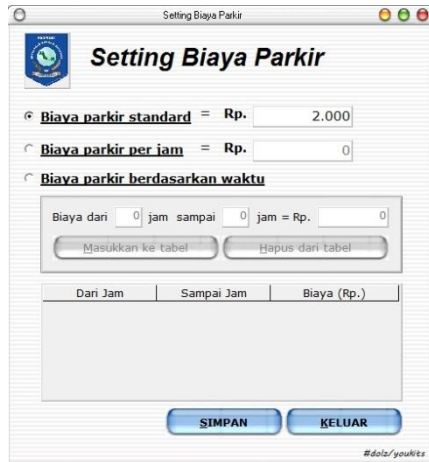 Setting Biaya Parkir
Setting Biaya Parkir
Biaya parkir standard = Rp. 2.000
Biaya parkir per jam = Rp. 0
Biaya parkir berdasarkan waktu
Biaya dari 0 jam sampai 0 jam = Rp. 0
Masukkan ke tabel Hapus dari tabel
Dari Jam Sampai Jam Biaya (Rp.)
SIMPAN KELUAR
#dolz/youkits